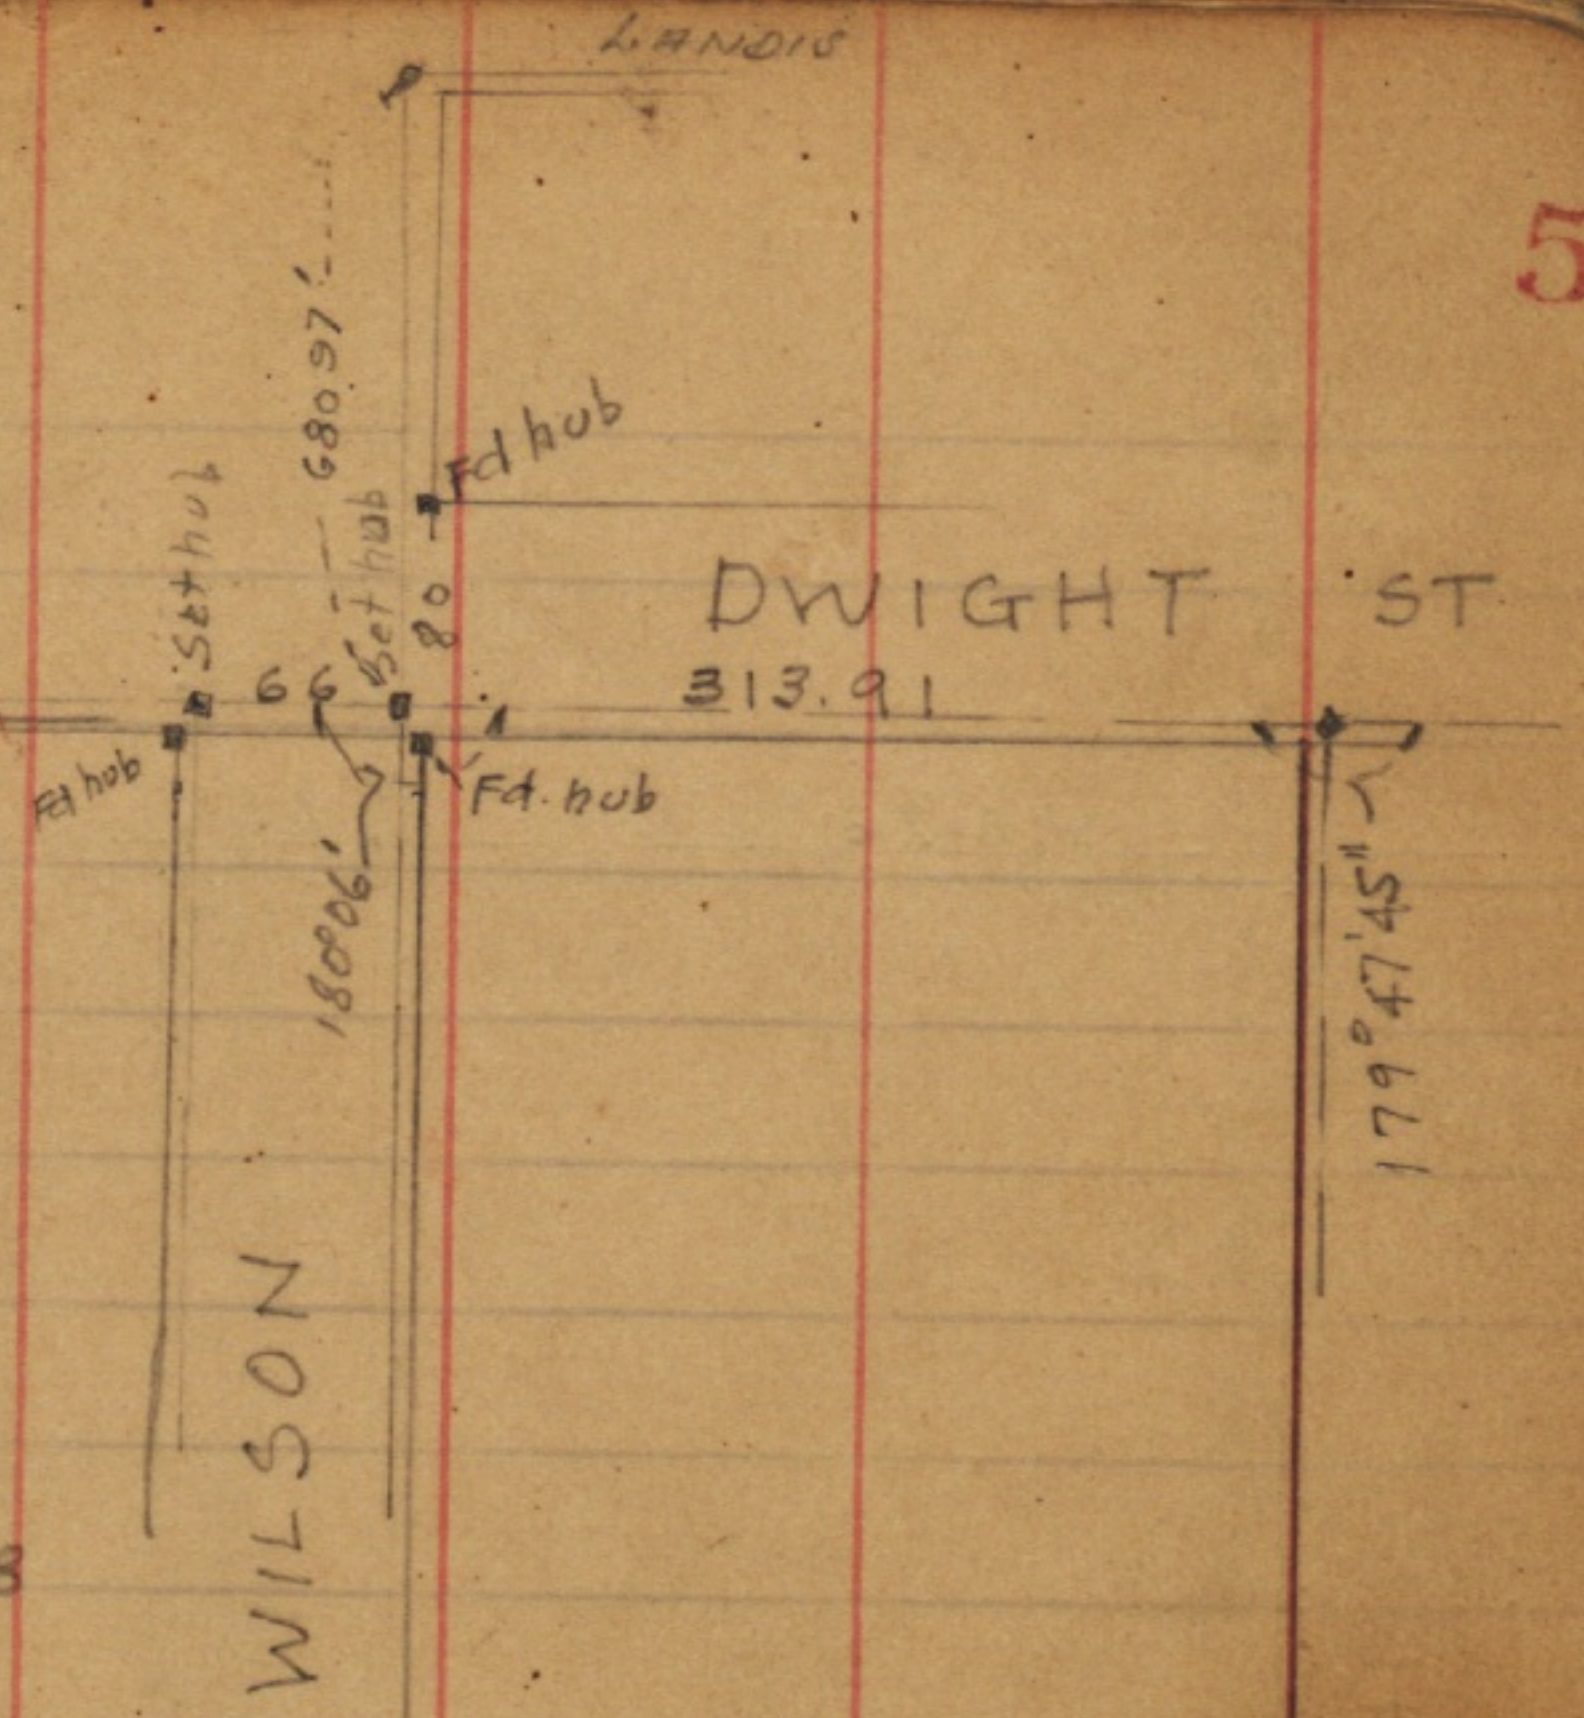 LANDIS
5
680.97'
Fd hub
Set hub
Set hub
80
DWIGHT ST
66
313.91
Fd hub
Fd. hub
180°06'
179°47'45"
WILSON